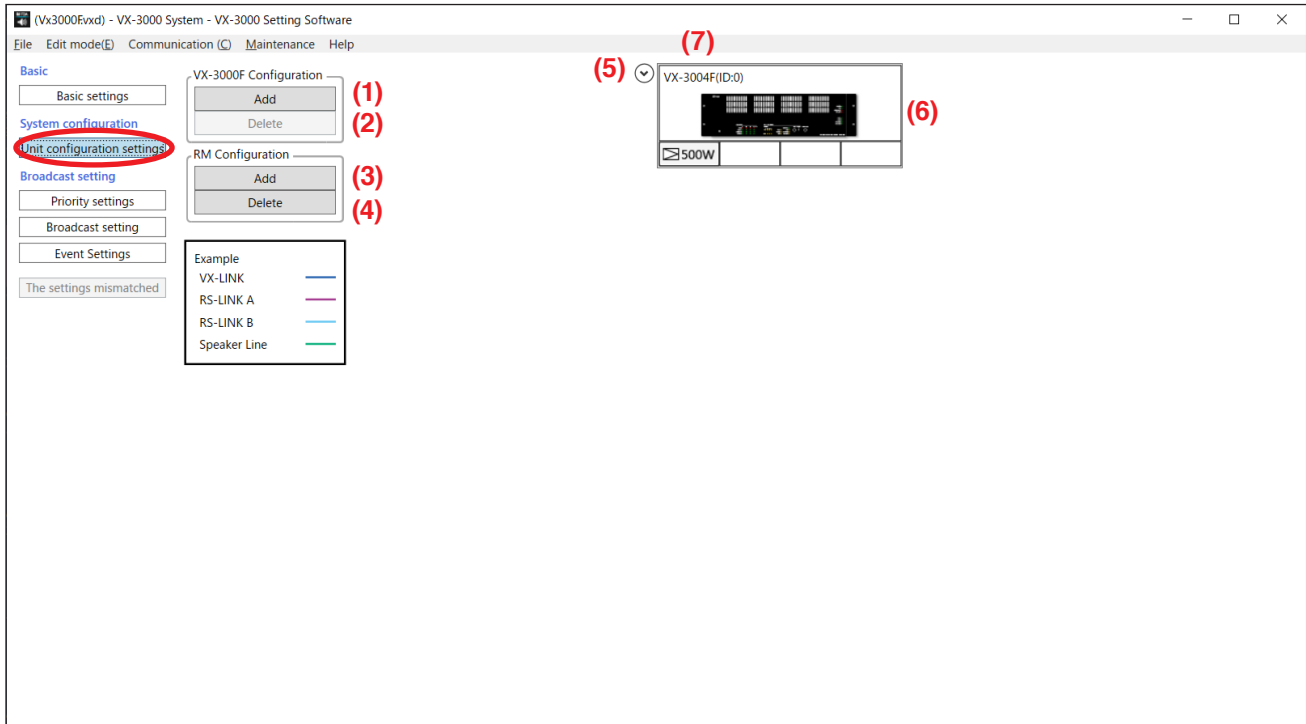 (Vx3000F.vxd) - VX-3000 System - VX-3000 Setting Software
File Edit mode(E) Communication (C) Maintenance Help
(7)
Basic
Basic settings
System configuration
Unit configuration settings
Broadcast setting
Priority settings
Broadcast setting
Event Settings
The settings mismatched
VX-3000F Configuration
Add (1)
Delete (2)
RM Configuration
Add (3)
Delete (4)
Example
VX-LINK
RS-LINK A
RS-LINK B
Speaker Line
(5)
VX-3004F(ID:0)
(6)
500W